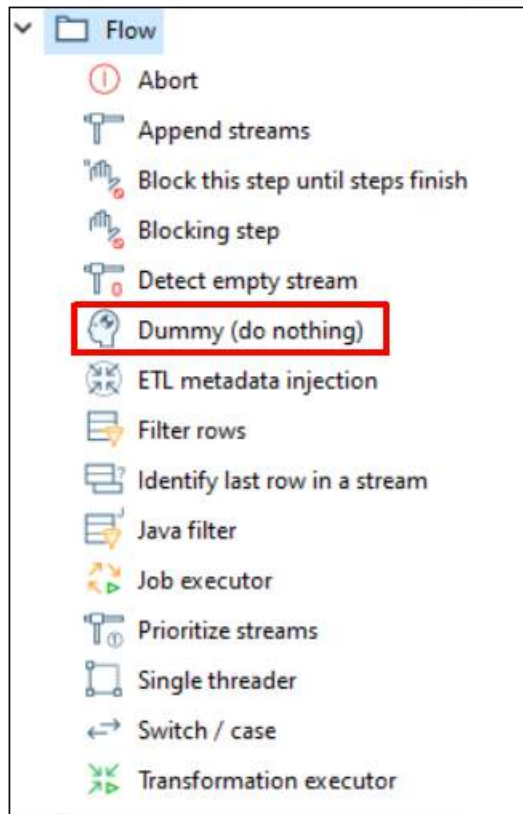 Flow
Abort
Append streams
Block this step until steps finish
Blocking step
Detect empty stream
Dummy (do nothing)
ETL metadata injection
Filter rows
Identify last row in a stream
Java filter
Job executor
Prioritize streams
Single threader
Switch / case
Transformation executor